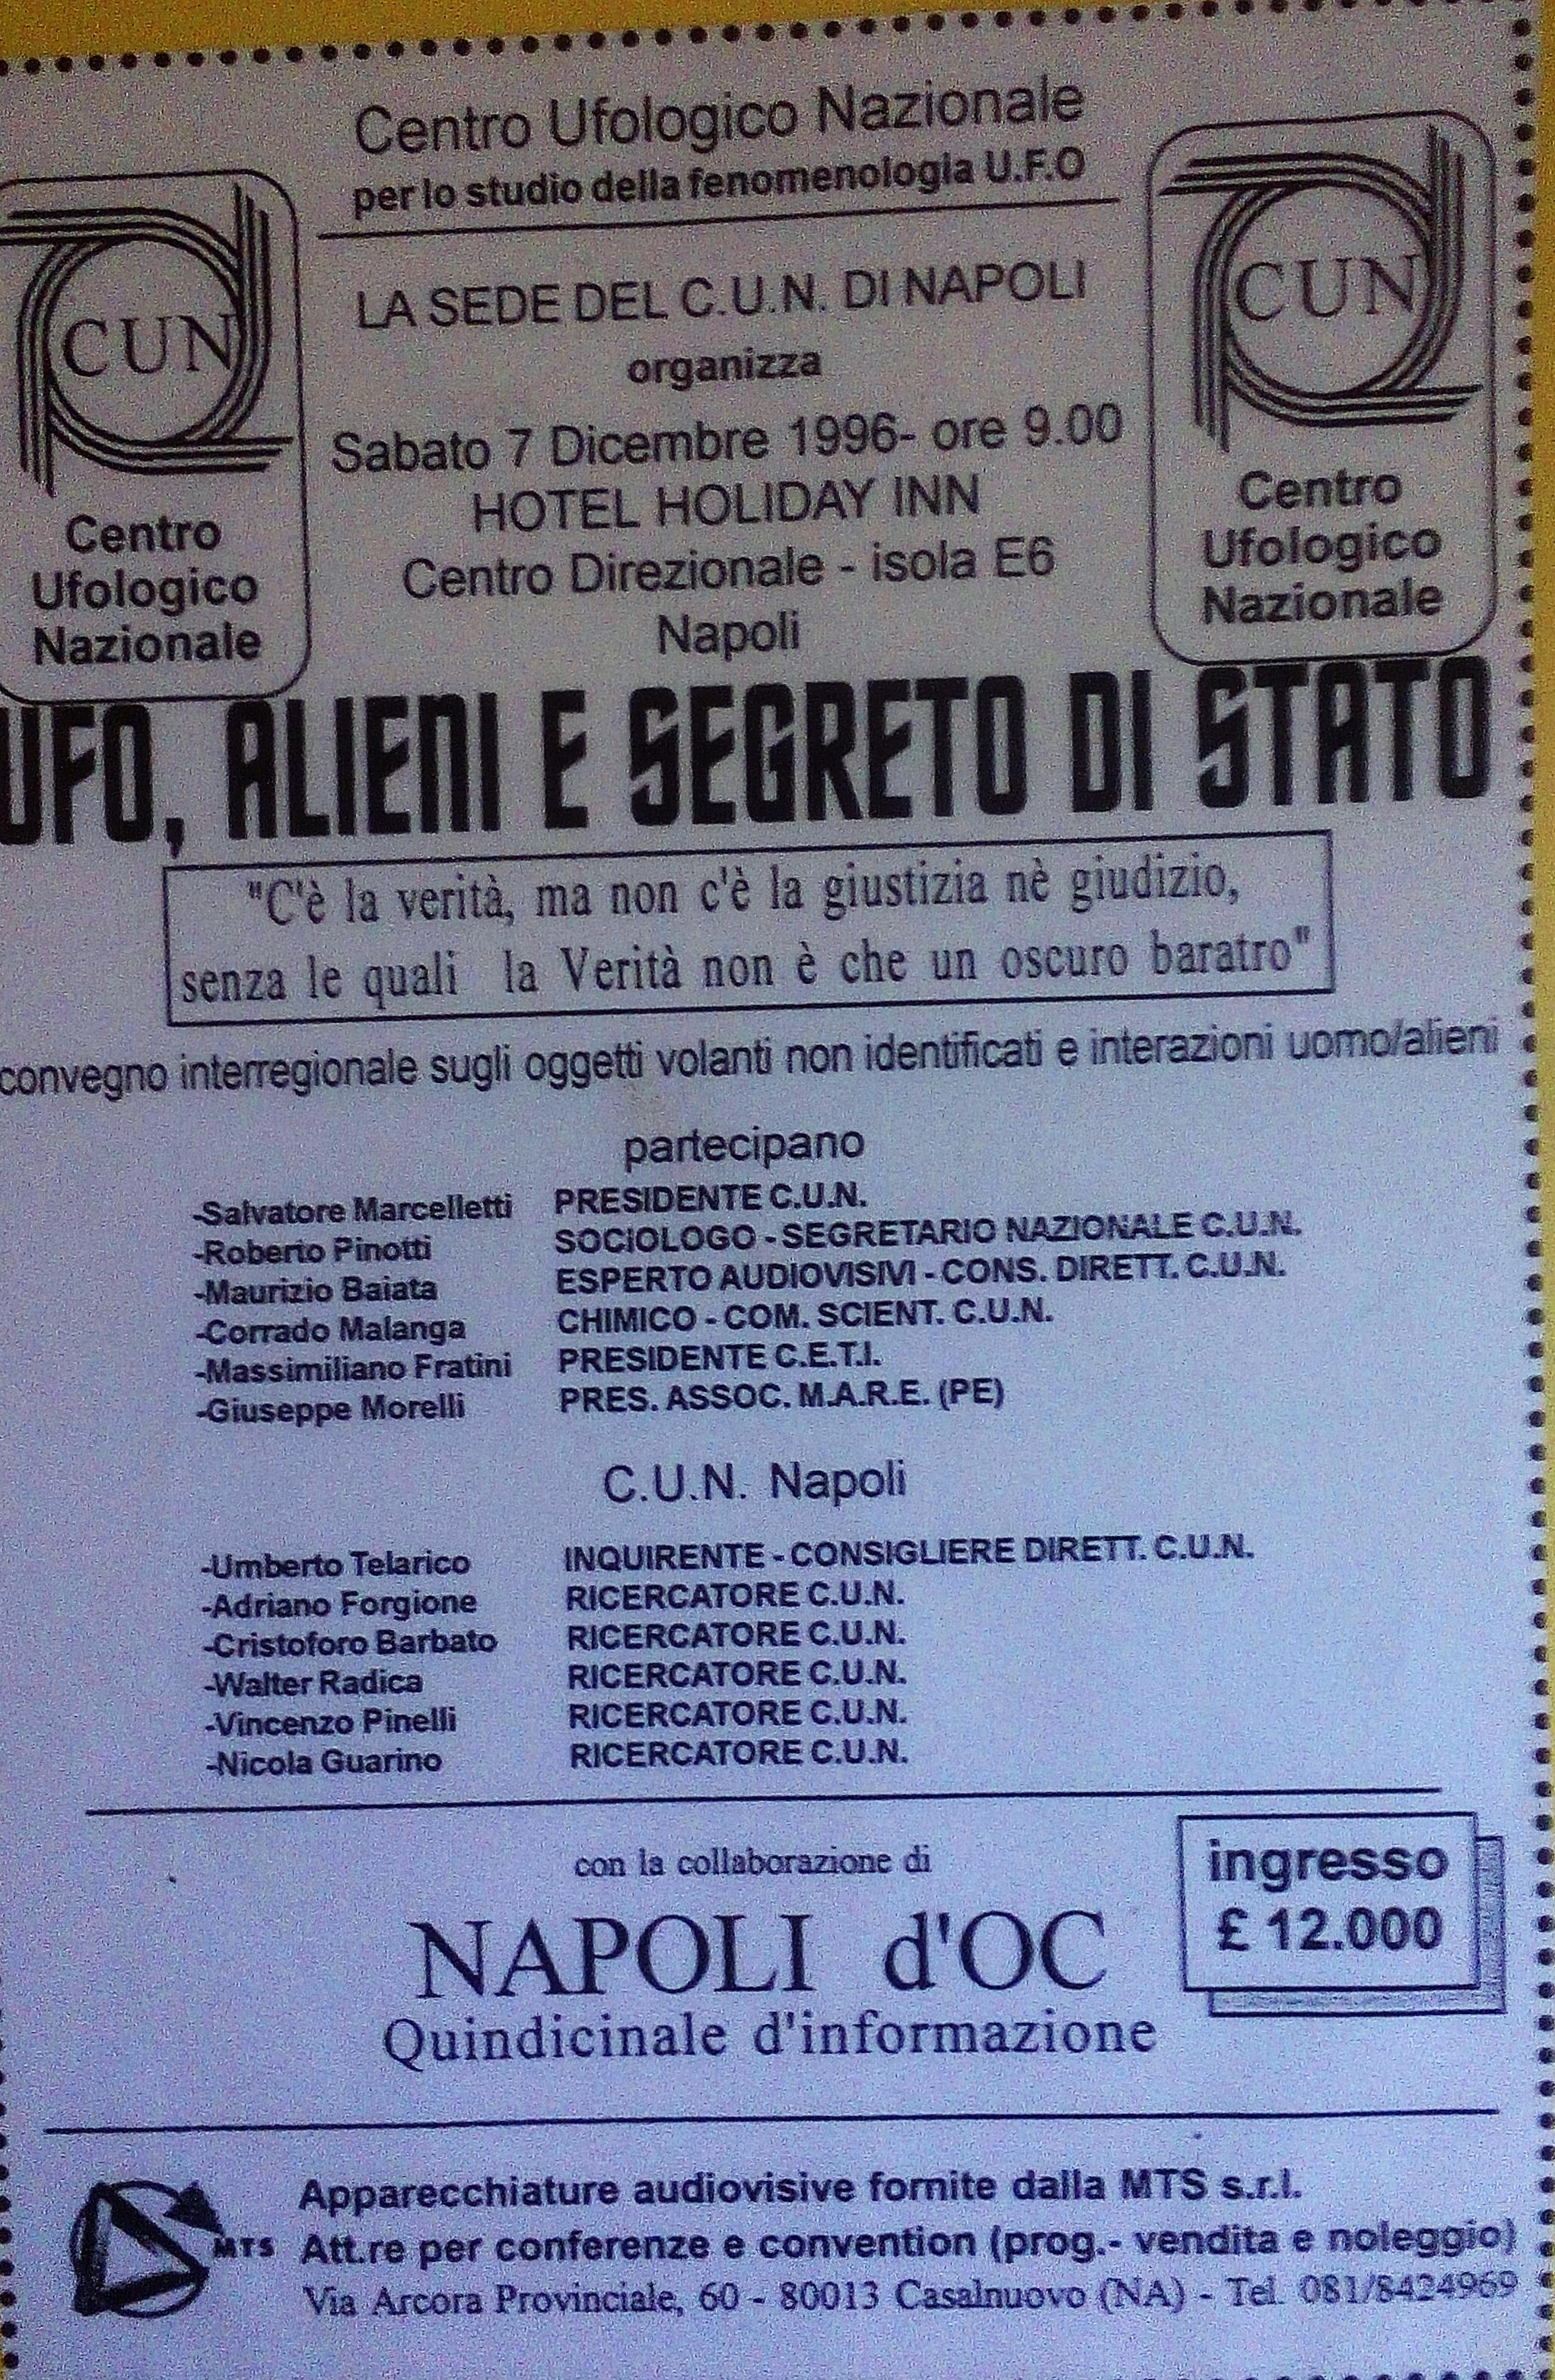 Centro Ufologico Nazionale
per lo studio della fenomenologia U.F.O
CUN
Centro
Ufologico
Nazionale
CUN
Centro
Ufologico
Nazionale
LA SEDE DEL C.U.N. DI NAPOLI
organizza
Sabato 7 Dicembre 1996- ore 9.00
HOTEL HOLIDAY INN
Centro Direzionale - isola E6
Napoli
UFO, ALIENI E SEGRETO DI STATO
"C'è la verità, ma non c'è la giustizia nè giudizio,
senza le quali la Verità non è che un oscuro baratro"
convegno interregionale sugli oggetti volanti non identificati e interazioni uomo/alieni
partecipano
-Salvatore Marcelletti PRESIDENTE C.U.N.
-Roberto Pinotti SOCIOLOGO - SEGRETARIO NAZIONALE C.U.N.
-Maurizio Baiata ESPERTO AUDIOVISIVI - CONS. DIRETT. C.U.N.
-Corrado Malanga CHIMICO - COM. SCIENT. C.U.N.
-Massimiliano Fratini PRESIDENTE C.E.T.I.
-Giuseppe Morelli PRES. ASSOC. M.A.R.E. (PE)
C.U.N. Napoli
-Umberto Telarico INQUIRENTE - CONSIGLIERE DIRETT. C.U.N.
-Adriano Forgione RICERCATORE C.U.N.
-Cristoforo Barbato RICERCATORE C.U.N.
-Walter Radica RICERCATORE C.U.N.
-Vincenzo Pinelli RICERCATORE C.U.N.
-Nicola Guarino RICERCATORE C.U.N.
con la collaborazione di
NAPOLI d'OC
Quindicinale d'informazione
ingresso
£ 12.000
MTS
Apparecchiature audiovisive fornite dalla MTS s.r.l.
Att.re per conferenze e convention (prog.- vendita e noleggio)
Via Arcora Provinciale, 60 - 80013 Casalnuovo (NA) - Tel. 081/8424969